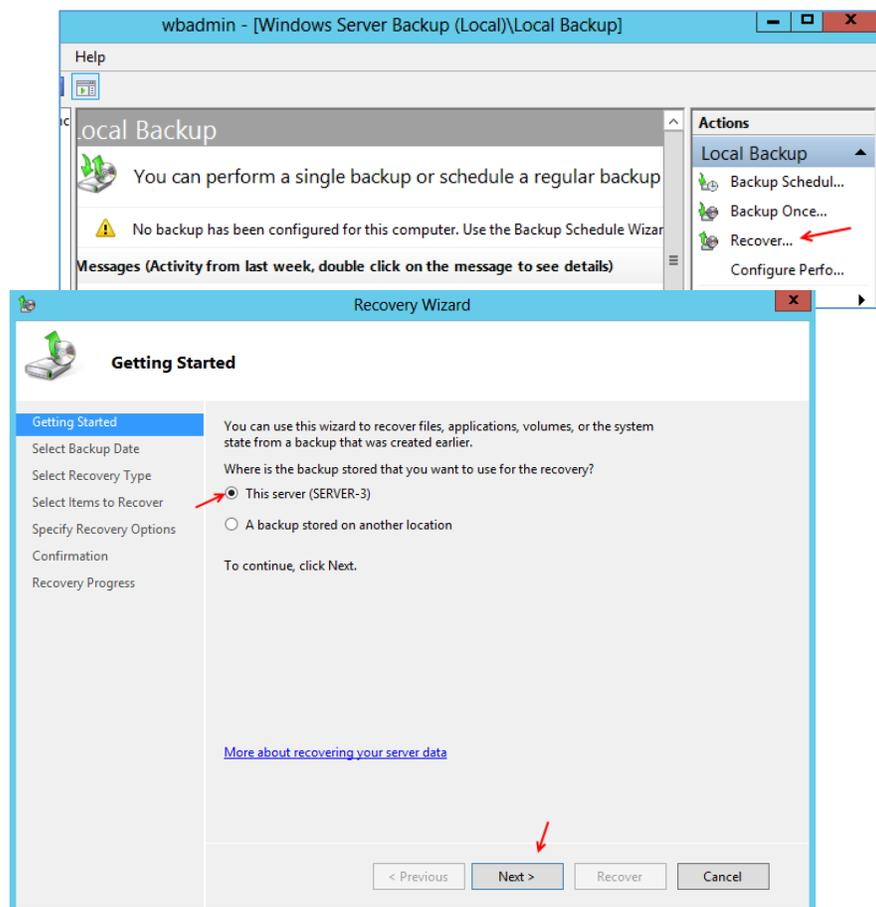 wbadmin - [Windows Server Backup (Local)\Local Backup]
Help
Local Backup
You can perform a single backup or schedule a regular backup
No backup has been configured for this computer. Use the Backup Schedule Wizar
Messages (Activity from last week, double click on the message to see details)
Actions
Local Backup
Backup Schedul...
Backup Once...
Recover...
Configure Perfo...
Recovery Wizard
Getting Started
Getting Started
Select Backup Date
Select Recovery Type
Select Items to Recover
Specify Recovery Options
Confirmation
Recovery Progress
You can use this wizard to recover files, applications, volumes, or the system
state from a backup that was created earlier.
Where is the backup stored that you want to use for the recovery?
This server (SERVER-3)
A backup stored on another location
To continue, click Next.
More about recovering your server data
< Previous
Next >
Recover
Cancel